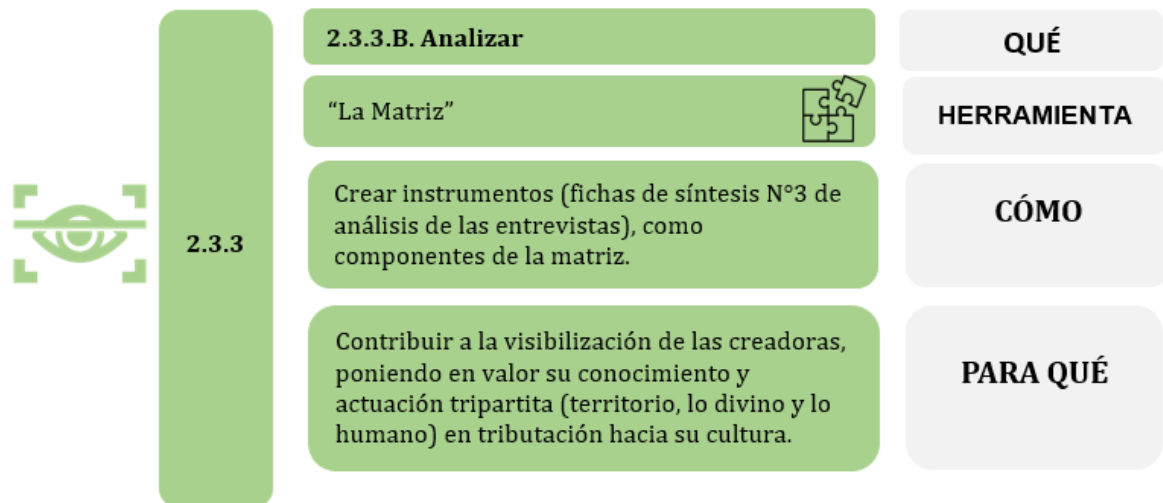 2.3.3
2.3.3.B. Analizar
QUÉ
“La Matriz”
HERRAMIENTA
Crear instrumentos (fichas de síntesis N°3 de
análisis de las entrevistas), como
componentes de la matriz.
CÓMO
Contribuir a la visibilización de las creadoras,
poniendo en valor su conocimiento y
actuación tripartita (territorio, lo divino y lo
humano) en tributación hacia su cultura.
PARA QUÉ